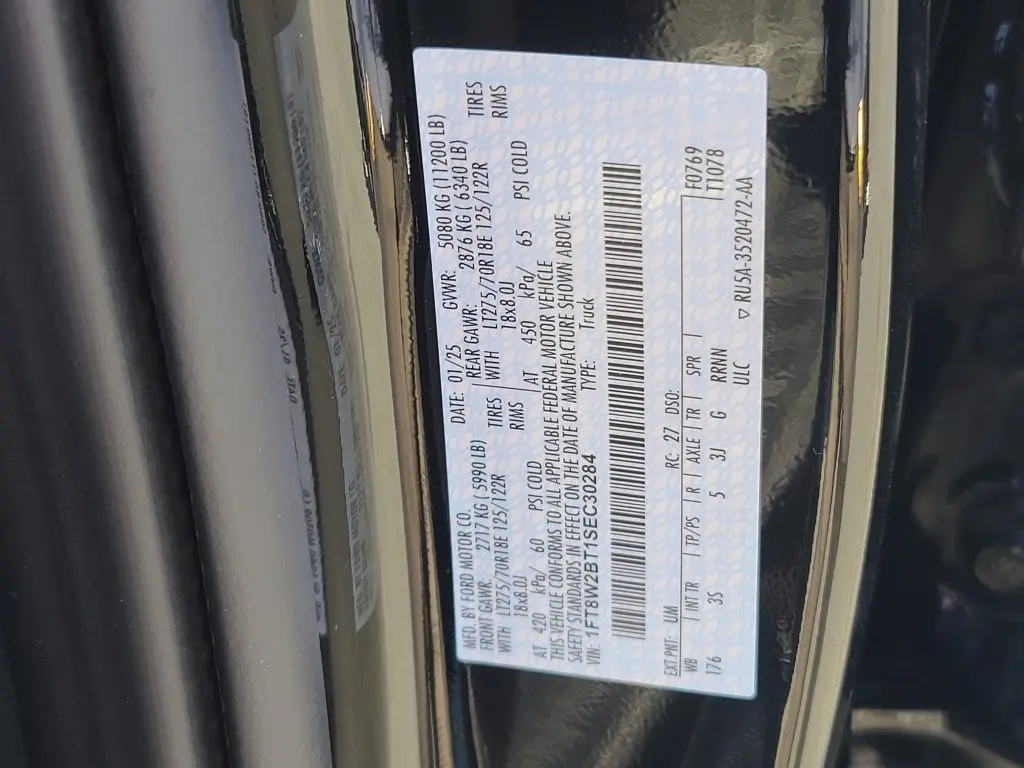 MFD. BY FORD MOTOR CO.
DATE: 01/25 GVWR: 5080 KG (11200 LB)
FRONT GAWR: 2717 KG ( 5990 LB) REAR GAWR: 2876 KG ( 6340 LB)
WITH LT275/70R18E 125/122R TIRES WITH LT275/70R18E 125/122R TIRES
18x8.0J RIMS 18x8.0J RIMS
AT 420 kPa/ 60 PSI COLD AT 450 kPa/ 65 PSI COLD
THIS VEHICLE CONFORMS TO ALL APPLICABLE FEDERAL MOTOR VEHICLE
SAFETY STANDARDS IN EFFECT ON THE DATE OF MANUFACTURE SHOWN ABOVE.
VIN: 1FT8W2BT1SEC30284 TYPE: Truck
EXT PNT: UM RC: 27 DSO:
WB INT TR TP/PS R AXLE TR SPR F0769
176 3S 5 3J G RRNN T1078
ULC
▽ RU5A-3520472-AA